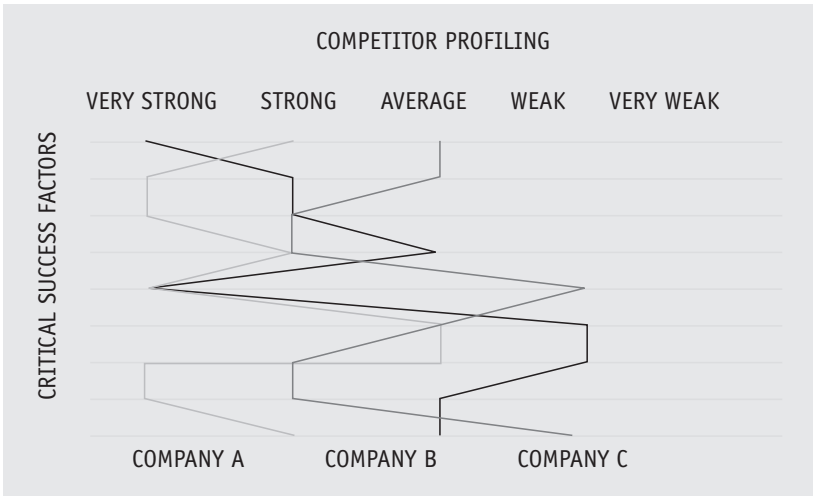 COMPETITOR PROFILING
VERY STRONG STRONG AVERAGE WEAK VERY WEAK
CRITICAL SUCCESS FACTORS
COMPANY A COMPANY B COMPANY C